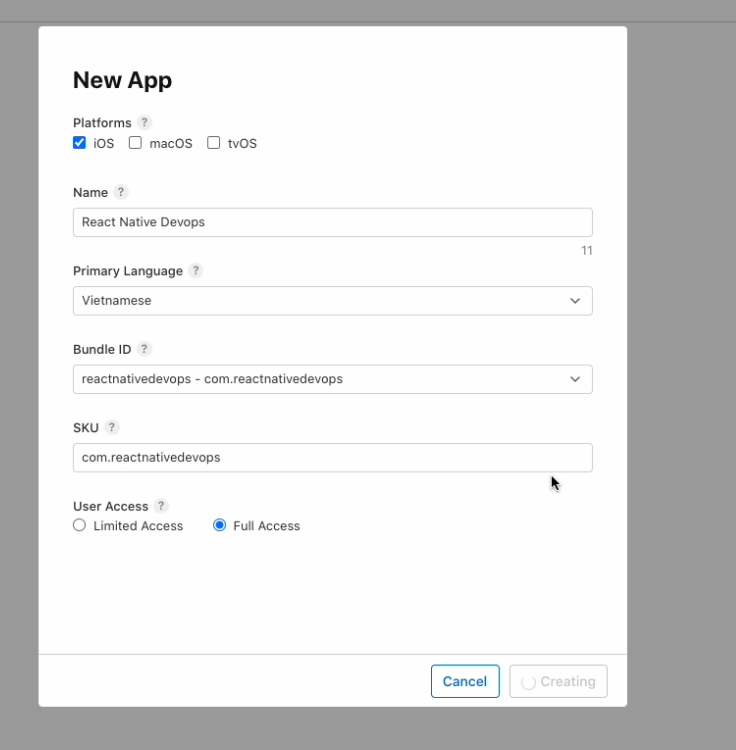 New App
Platforms ?
iOS macOS tvOS
Name ?
React Native Devops
11
Primary Language ?
Vietnamese
Bundle ID ?
reactnativedevops - com.reactnativedevops
SKU ?
com.reactnativedevops
User Access ?
Limited Access Full Access
Cancel Creating